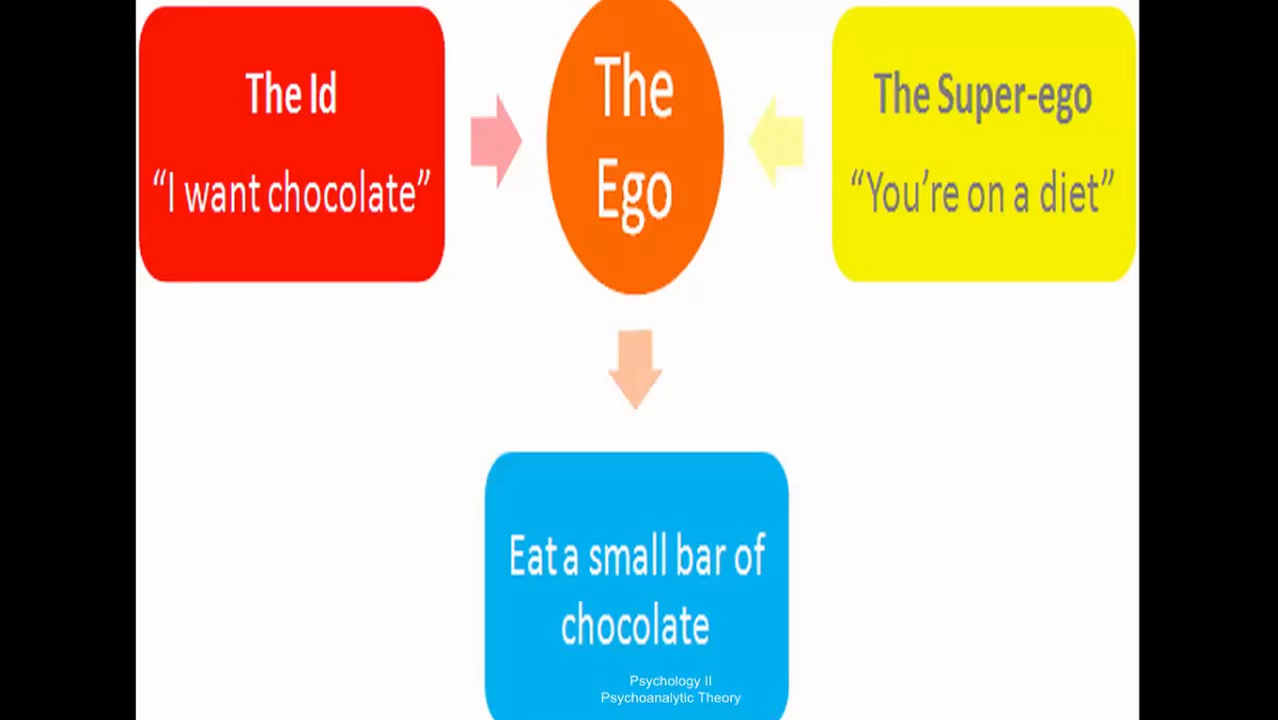 The Id
“I want chocolate”
The
Ego
The Super-ego
“You’re on a diet”
Eat a small bar of
chocolate
Psychology II
Psychoanalytic Theory